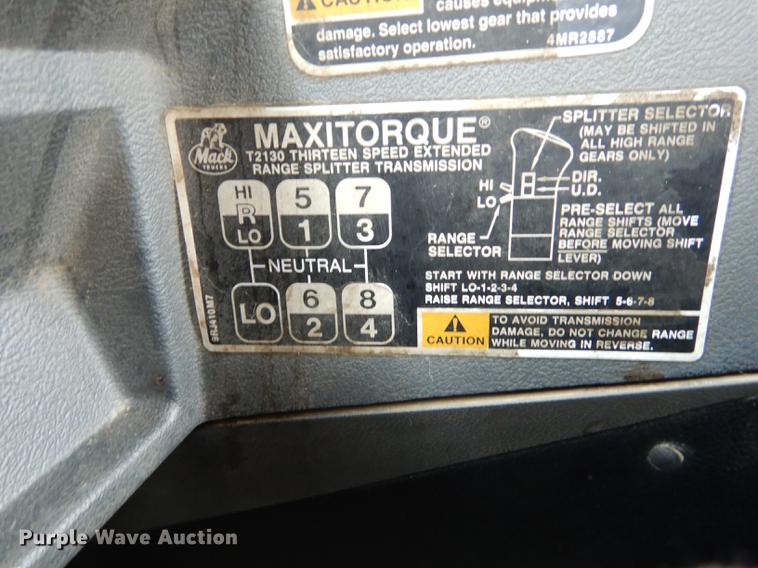 CAUTION causes equipm
damage. Select lowest gear that provides
satisfactory operation. 4MR2687
Mack
TRUCKS
MAXITORQUE®
T2130 THIRTEEN SPEED EXTENDED
RANGE SPLITTER TRANSMISSION
HI
R
LO
5
1
7
3
NEUTRAL
LO
6
2
8
4
9RJ410M7
SPLITTER SELECTOR
(MAY BE SHIFTED IN
ALL HIGH RANGE
GEARS ONLY)
DIR.
U.D.
HI
LO
RANGE
SELECTOR
PRE-SELECT ALL
RANGE SHIFTS (MOVE
RANGE SELECTOR
BEFORE MOVING SHIFT
LEVER)
START WITH RANGE SELECTOR DOWN
SHIFT LO-1-2-3-4
RAISE RANGE SELECTOR, SHIFT 5-6-7-8
CAUTION
TO AVOID TRANSMISSION
DAMAGE, DO NOT CHANGE RANGE
WHILE MOVING IN REVERSE.
Purple Wave Auction